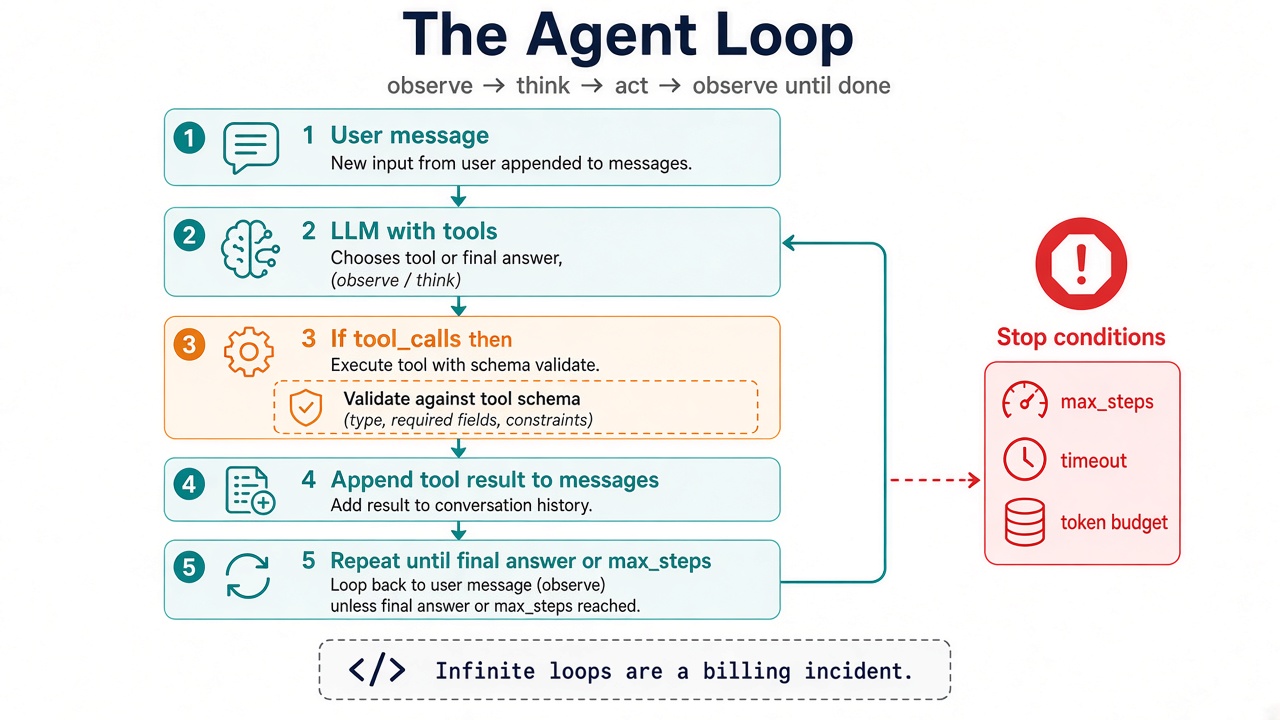 The Agent Loop
observe → think → act → observe until done
1
1 User message
New input from user appended to messages.
2
2 LLM with tools
Chooses tool or final answer,
(observe / think)
3
3 If tool_calls then
Execute tool with schema validate.
Validate against tool schema
(type, required fields, constraints)
4
4 Append tool result to messages
Add result to conversation history.
5
5 Repeat until final answer or max_steps
Loop back to user message (observe)
unless final answer or max_steps reached.
Stop conditions
max_steps
timeout
token budget
</> Infinite loops are a billing incident.